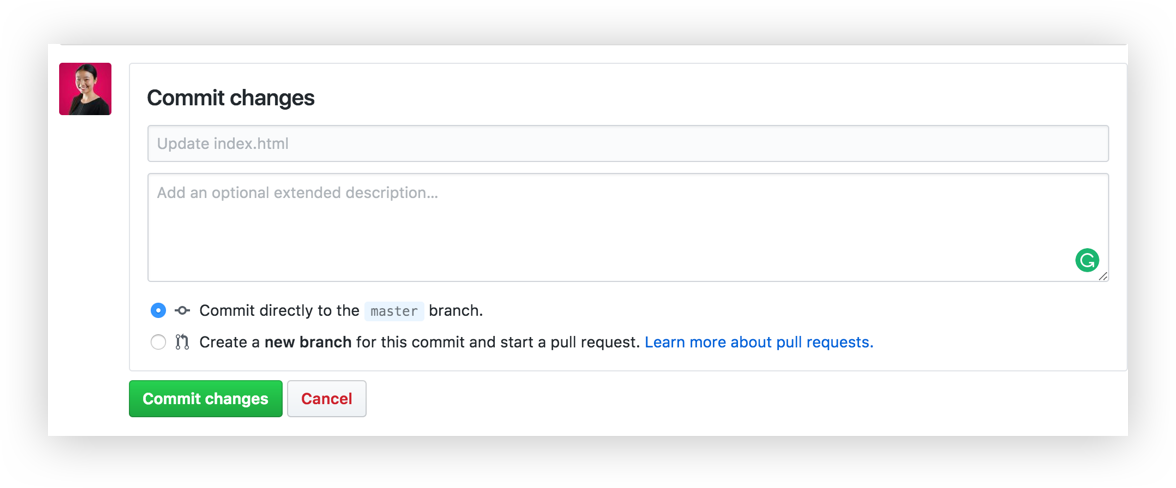 Commit changes
Update index.html
Add an optional extended description...
Commit directly to the master branch.
Create a new branch for this commit and start a pull request. Learn more about pull requests.
Commit changes Cancel